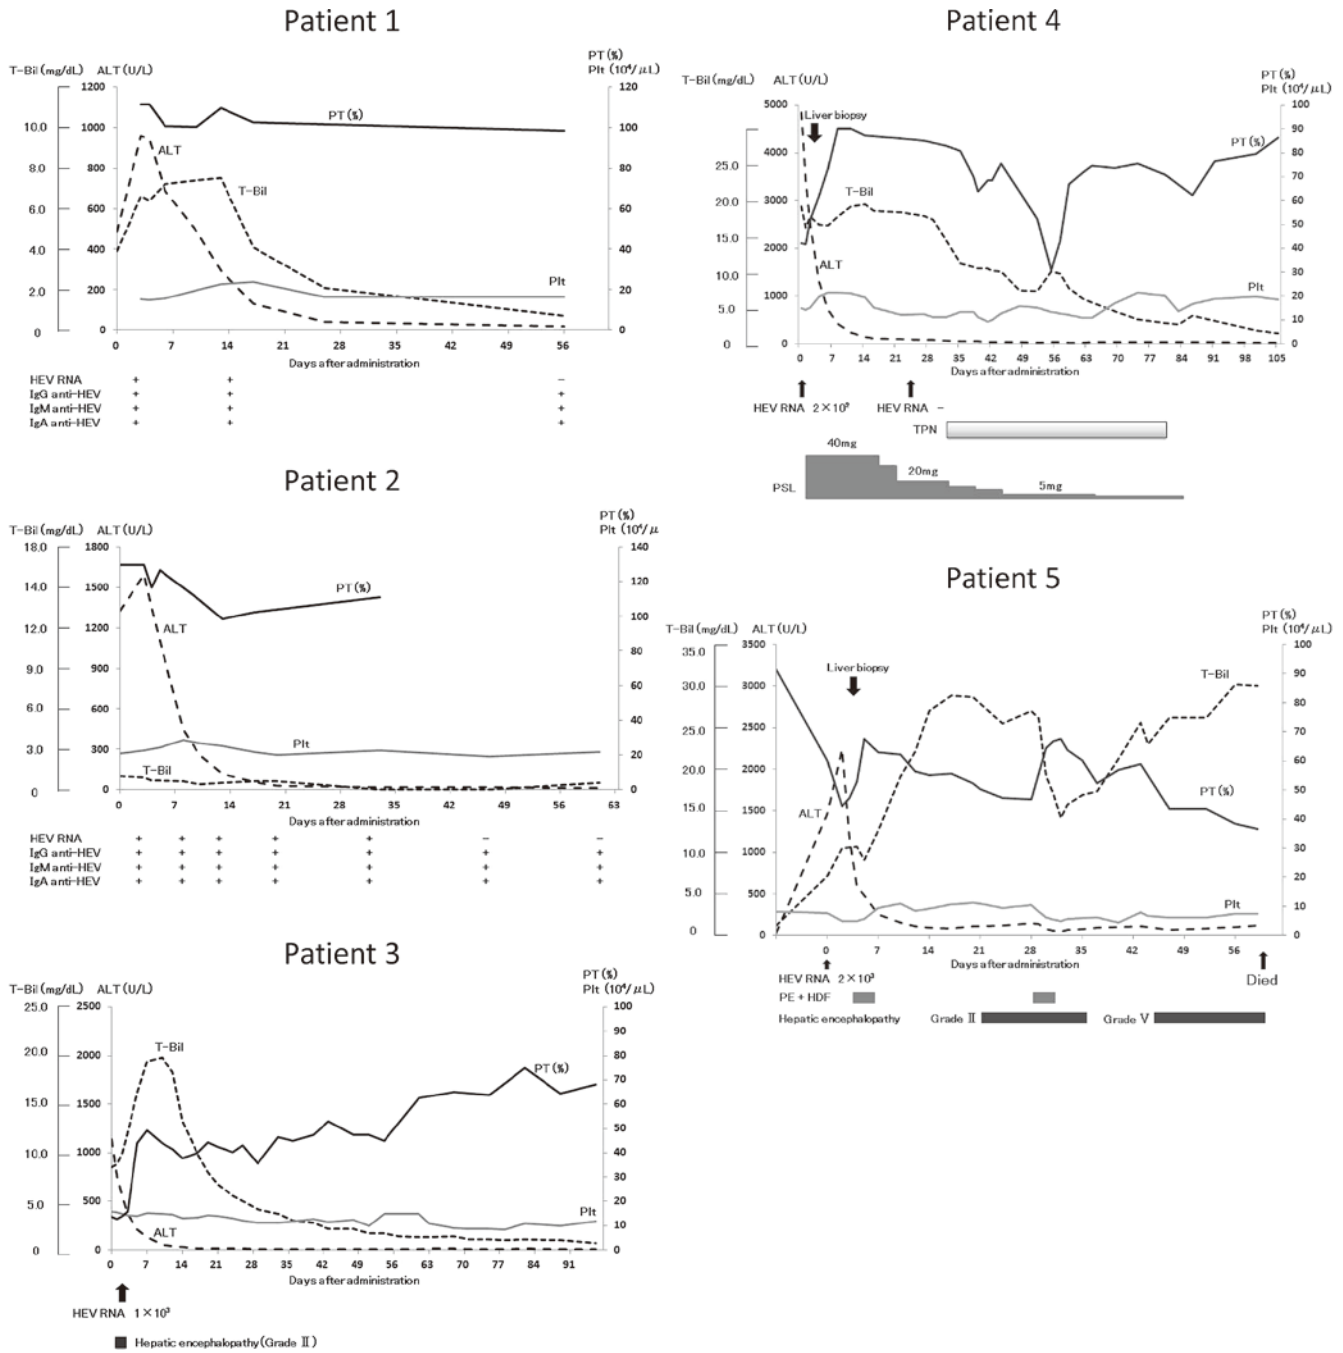 Patient 1
T-Bil(mg/dL) ALT(U/L) PT(%)
Plt (10⁴/μL)
1200 120
10.0 1000 100
8.0 800 80
6.0 600 60
4.0 400 40
2.0 200 20
0 0 0
PT(%)
ALT
T-Bil
Plt
0 7 14 21 28 35 42 49 56
Days after administration
HEV RNA + + −
IgG anti-HEV + + +
IgM anti-HEV + + +
IgA anti-HEV + + +
Patient 2
T-Bil(mg/dL) ALT(U/L) PT(%)
Plt (10⁴/μ
18.0 1800 140
14.0 1500 120
12.0 1200 100
9.0 900 80
6.0 600 60
3.0 300 40
0 0 20
0
PT(%)
ALT
Plt
T-Bil
0 7 14 21 28 35 42 49 56 63
Days after administration
HEV RNA + + + + + − −
IgG anti-HEV + + + + + + +
IgM anti-HEV + + + + + + +
IgA anti-HEV + + + + + + +
Patient 3
T-Bil(mg/dL) ALT(U/L) PT(%)
Plt (10⁴/μL)
25.0 2500 100
90
20.0 2000 80
70
15.0 1500 60
50
10.0 1000 40
30
5.0 500 20
10
0 0 0
T-Bil
PT(%)
Plt
ALT
0 7 14 21 28 35 42 49 56 63 70 77 84 91
Days after administration
HEV RNA 1×10³
Hepatic encephalopathy(Grade Ⅱ)
Patient 4
T-Bil(mg/dL) ALT(U/L) PT(%)
Plt (10⁴/μL)
5000 100
90
25.0 4000 80
70
20.0 3000 60
15.0 50
10.0 2000 40
30
5.0 1000 20
10
0 0 0
Liver biopsy
PT(%)
T-Bil
ALT
Plt
0 7 14 21 28 35 42 49 56 63 70 77 84 91 98 105
Days after administration
HEV RNA 2×10⁹ HEV RNA −
TPN
40mg
20mg
5mg
PSL
Patient 5
T-Bil(mg/dL) ALT(U/L) PT(%)
Plt (10⁴/μL)
35.0 3500 100
90
30.0 3000 80
25.0 2500 70
20.0 2000 60
50
15.0 1500 40
10.0 1000 30
20
5.0 500 10
0 0 0
Liver biopsy
T-Bil
ALT
PT(%)
Plt
0 7 14 21 28 35 42 49 56
Days after administration
HEV RNA 2×10³
Died
PE + HDF
Hepatic encephalopathy Grade Ⅱ Grade Ⅴ